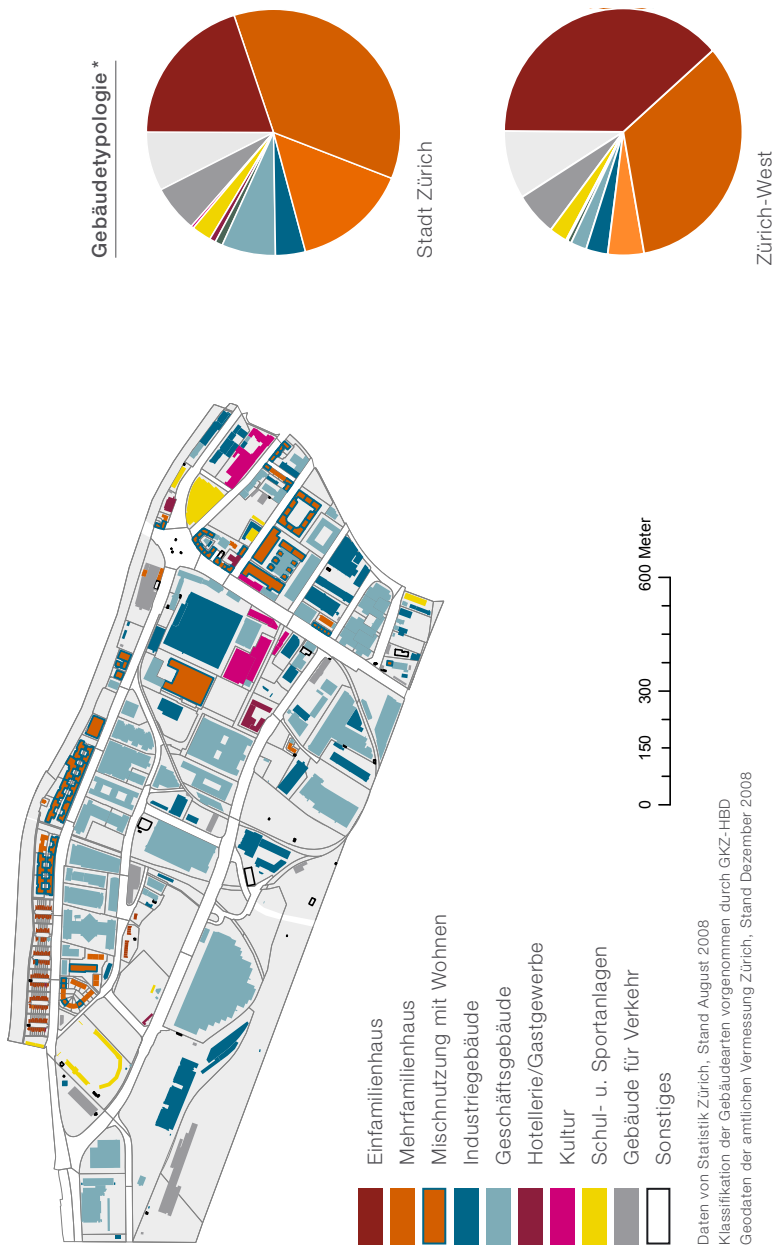 Gebäudetypologie *
Stadt Zürich
Zürich-West
0
150
300
600 Meter
Einfamilienhaus
Mehrfamilienhaus
Mischnutzung mit Wohnen
Industriegebäude
Geschäftsgebäude
Hotellerie/Gastgewerbe
Kultur
Schul- u. Sportanlagen
Gebäude für Verkehr
Sonstiges
Daten von Statistik Zürich, Stand August 2008
Klassifikation der Gebäudearten vorgenommen durch GKZ-HBD
Geodaten der amtlichen Vermessung Zürich, Stand Dezember 2008